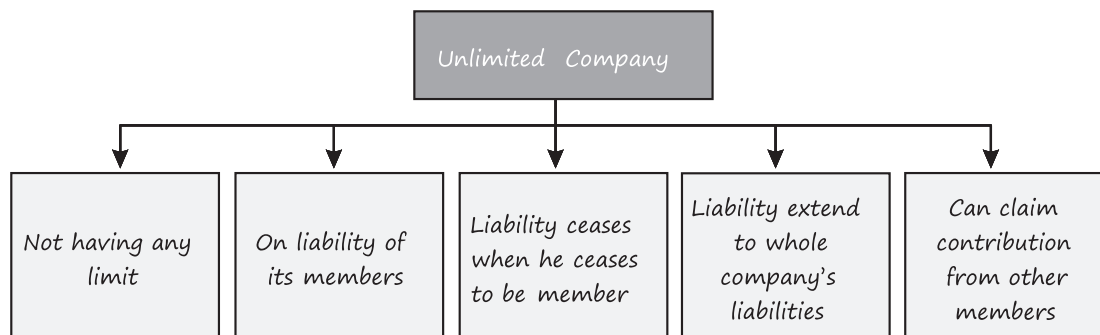 Unlimited Company
Not having any
limit
On liability of
its members
Liability ceases
when he ceases
to be member
Liability extend
to whole
company's
liabilities
Can claim
contribution
from other
members